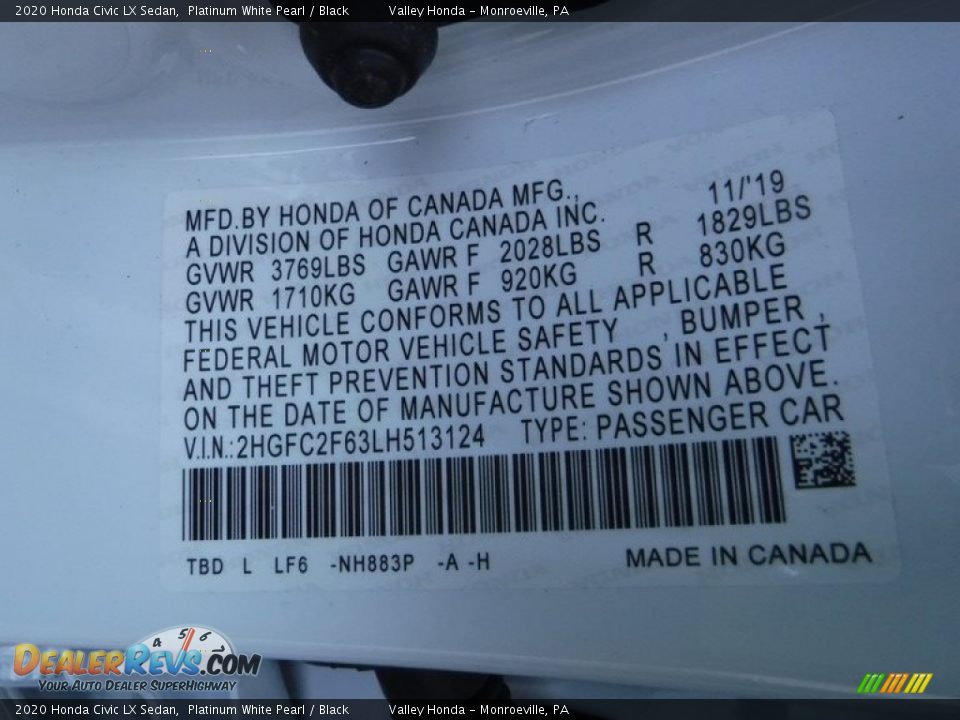 2020 Honda Civic LX Sedan, Platinum White Pearl / Black Valley Honda - Monroeville, PA
MFD.BY HONDA OF CANADA MFG., 11/'19
A DIVISION OF HONDA CANADA INC.
GVWR 3769LBS GAWR F 2028LBS R 1829LBS
GVWR 1710KG GAWR F 920KG R 830KG
THIS VEHICLE CONFORMS TO ALL APPLICABLE
FEDERAL MOTOR VEHICLE SAFETY , BUMPER ,
AND THEFT PREVENTION STANDARDS IN EFFECT
ON THE DATE OF MANUFACTURE SHOWN ABOVE.
V.I.N.:2HGFC2F63LH513124 TYPE: PASSENGER CAR
TBD L LF6 -NH883P -A -H MADE IN CANADA
4 5 6
DEALERREVS.COM
YOUR AUTO DEALER SUPERHIGHWAY
2020 Honda Civic LX Sedan, Platinum White Pearl / Black Valley Honda - Monroeville, PA